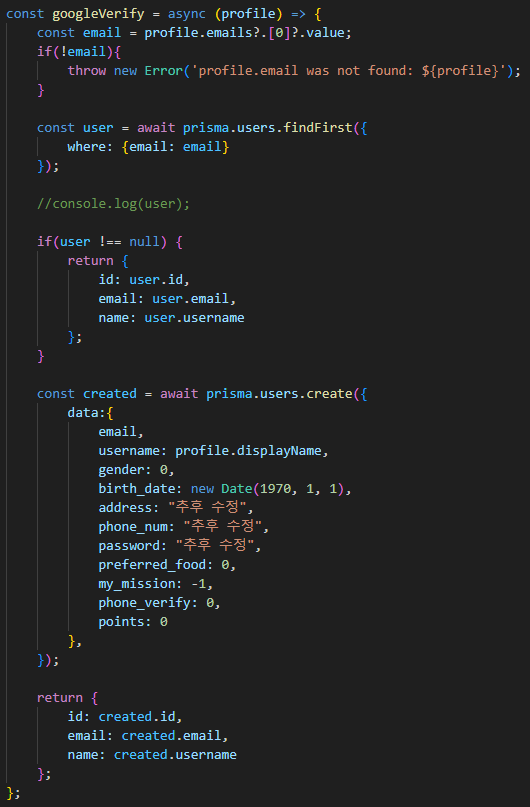 const googleVerify = async (profile) => {
    const email = profile.emails?.[0]?.value;
    if(!email){
        throw new Error('profile.email was not found: ${profile}');
    }

    const user = await prisma.users.findFirst({
        where: {email: email}
    });

    //console.log(user);

    if(user !== null) {
        return {
            id: user.id,
            email: user.email,
            name: user.username
        };
    }

    const created = await prisma.users.create({
        data:{
            email,
            username: profile.displayName,
            gender: 0,
            birth_date: new Date(1970, 1, 1),
            address: "추후 수정",
            phone_num: "추후 수정",
            password: "추후 수정",
            preferred_food: 0,
            my_mission: -1,
            phone_verify: 0,
            points: 0
        },
    });

    return {
        id: created.id,
        email: created.email,
        name: created.username
    };
};